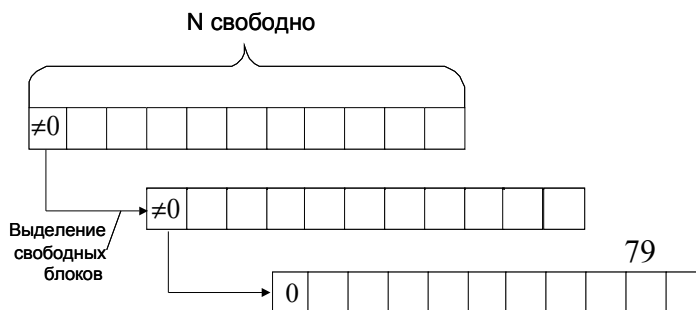 N свободно
≠0
≠0
Выделение
свободных
блоков
79
0